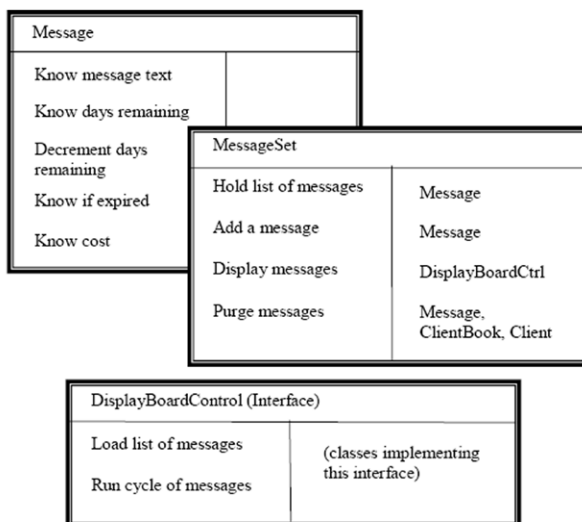 Message
Know message text
Know days remaining
Decrement days
remaining
Know if expired
Know cost
MessageSet
Hold list of messages
Message
Add a message
Message
Display messages
DisplayBoardCtrl
Purge messages
Message,
ClientBook, Client
DisplayBoardControl (Interface)
Load list of messages
(classes implementing
this interface)
Run cycle of messages